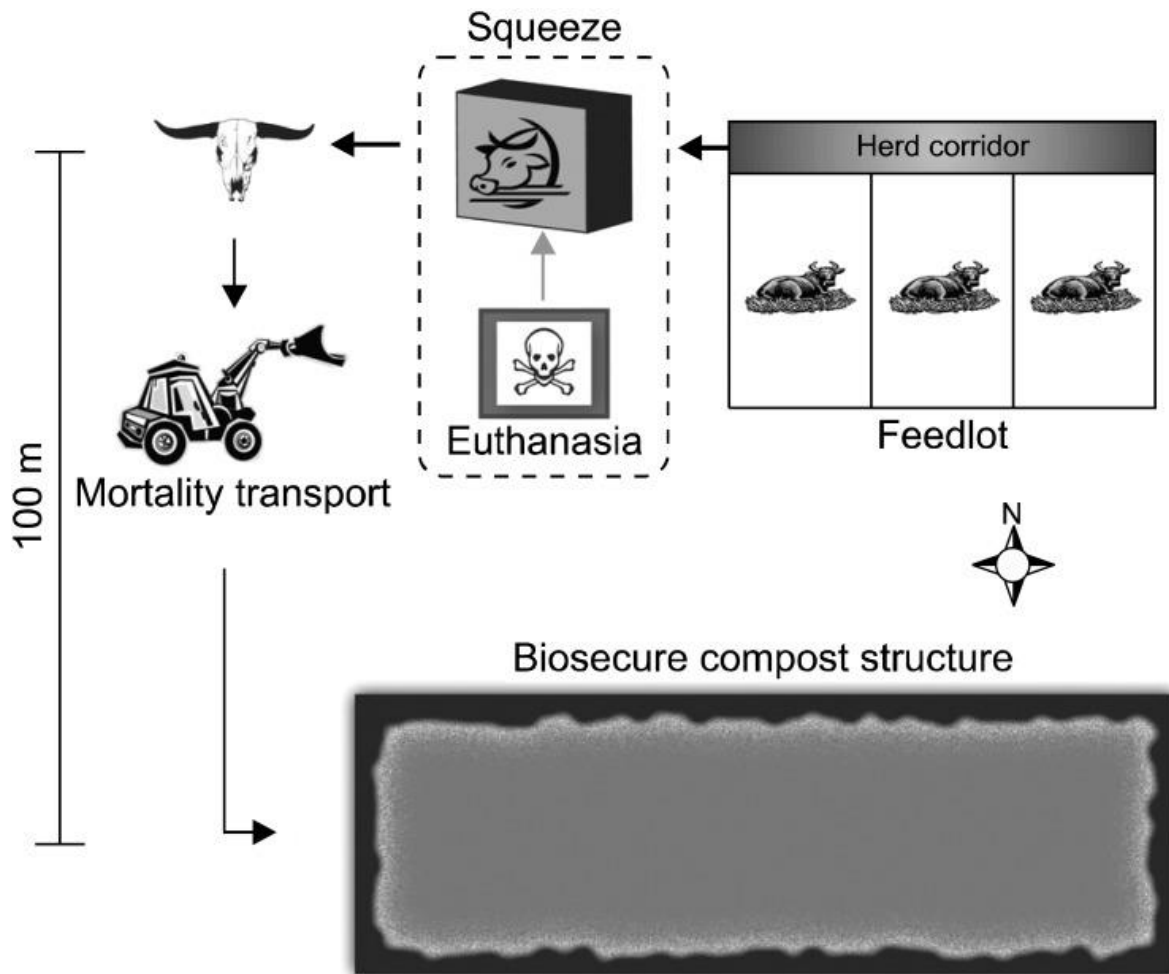 Squeeze
Herd corridor
Euthanasia
Feedlot
Mortality transport
100 m
N
Biosecure compost structure